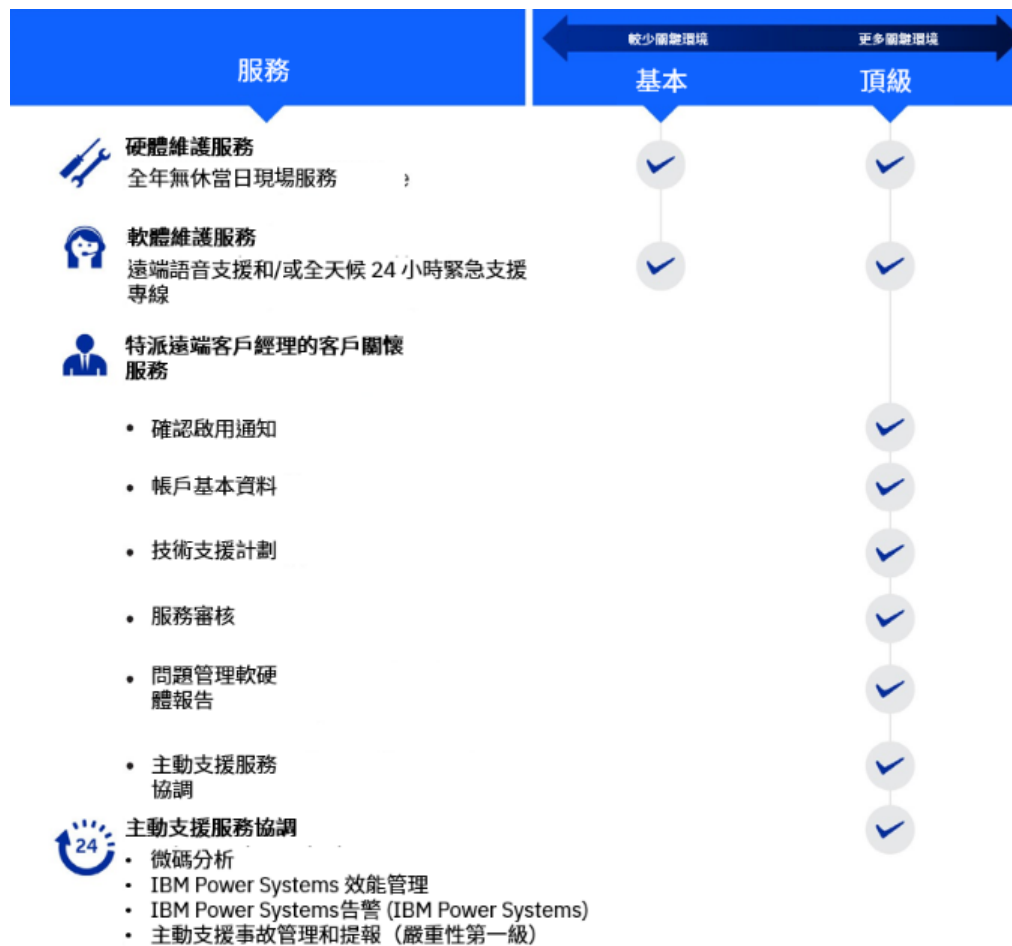 較少關鍵環境
更多關鍵環境
服務
基本
頂級
硬體維護服務
全年無休當日現場服務
軟體維護服務
遠端語音支援和/或全天候 24 小時緊急支援
專線
特派遠端客戶經理的客戶關懷
服務
• 確認啟用通知
• 帳戶基本資料
• 技術支援計劃
• 服務審核
• 問題管理軟硬
體報告
• 主動支援服務
協調
24
主動支援服務協調
• 微碼分析
• IBM Power Systems 效能管理
• IBM Power Systems告警 (IBM Power Systems)
• 主動支援事故管理和提報（嚴重性第一級）